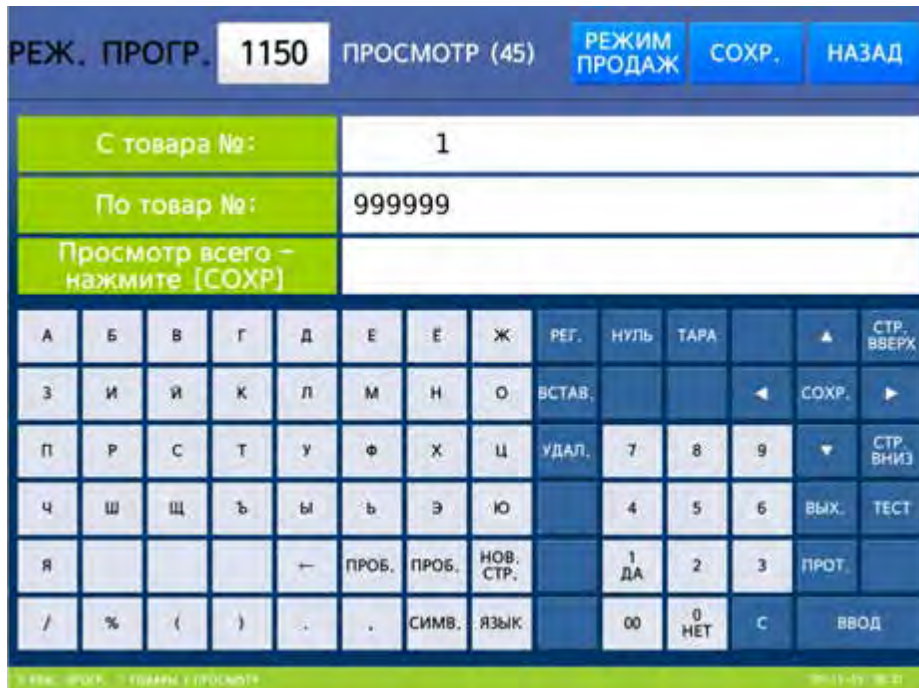 РЕЖ. ПРОГР. 1150 ПРОСМОТР (45) РЕЖИМ ПРОДАЖ СОХР. НАЗАД
С товара №: 1
По товар №: 999999
Просмотр всего –
нажмите [СОХР]
А Б В Г Д Е Ё Ж РЕГ. НУЛЬ ТАРА ▲ СТР. ВВЕРХ
З И Й К Л М Н О ВСТАВ. ◀ СОХР. ▶
П Р С Т У Ф Х Ц УДАЛ. 7 8 9 ▼ СТР. ВНИЗ
Ч Ш Щ Ъ Ы Ь Э Ю 4 5 6 ВЫХ. ТЕСТ
Я ← ПРОБ. ПРОБ. НОВ. СТР. 1 ДА 2 3 ПРОТ.
/ % ( ) . , СИМВ. ЯЗЫК 00 0 НЕТ С ВВОД